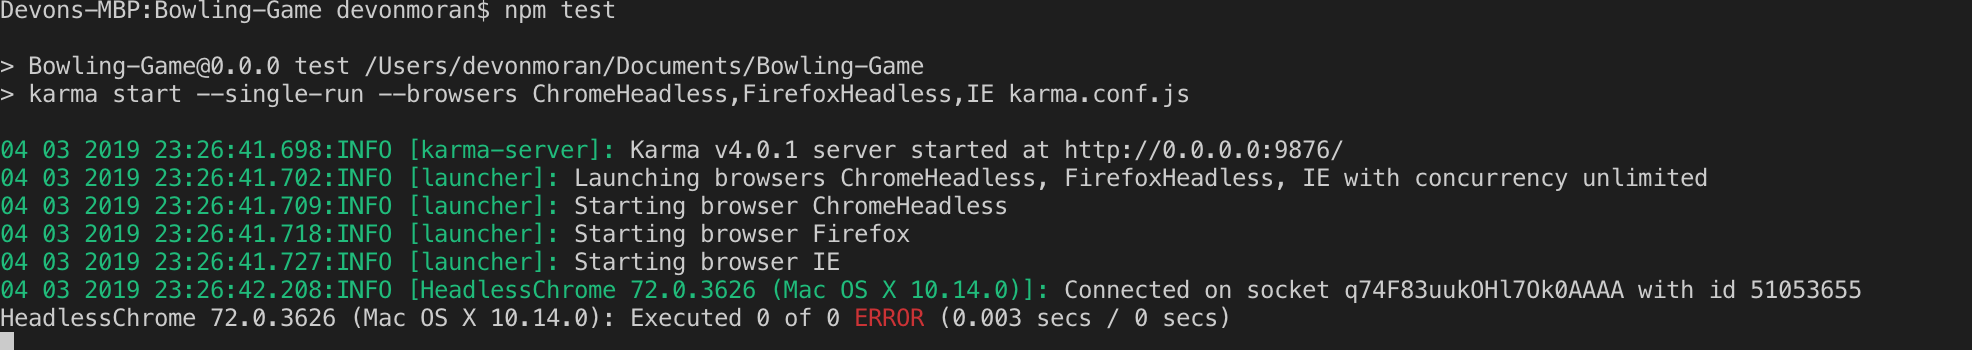 Devons-MBP:Bowling-Game devonmoran$ npm test
> Bowling-Game@0.0.0 test /Users/devonmoran/Documents/Bowling-Game
> karma start --single-run --browsers ChromeHeadless,FirefoxHeadless,IE karma.conf.js
04 03 2019 23:26:41.698:INFO [karma-server]: Karma v4.0.1 server started at http://0.0.0.0:9876/
04 03 2019 23:26:41.702:INFO [launcher]: Launching browsers ChromeHeadless, FirefoxHeadless, IE with concurrency unlimited
04 03 2019 23:26:41.709:INFO [launcher]: Starting browser ChromeHeadless
04 03 2019 23:26:41.718:INFO [launcher]: Starting browser Firefox
04 03 2019 23:26:41.727:INFO [launcher]: Starting browser IE
04 03 2019 23:26:42.208:INFO [HeadlessChrome 72.0.3626 (Mac OS X 10.14.0)]: Connected on socket q74F83uukOHl7Ok0AAAA with id 51053655
HeadlessChrome 72.0.3626 (Mac OS X 10.14.0): Executed 0 of 0 ERROR (0.003 secs / 0 secs)